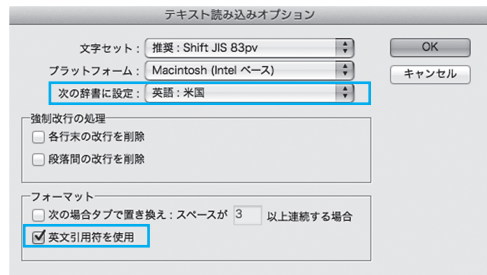 テキスト読み込みオプション
文字セット: 推奨 : Shift JIS 83pv
OK
プラットフォーム: Macintosh (Intel ベース)
キャンセル
次の辞書に設定: 英語 : 米国
強制改行の処理
各行末の改行を削除
段落間の改行を削除
フォーマット
次の場合タブで置き換え : スペースが 3 以上連続する場合
英文引用符を使用